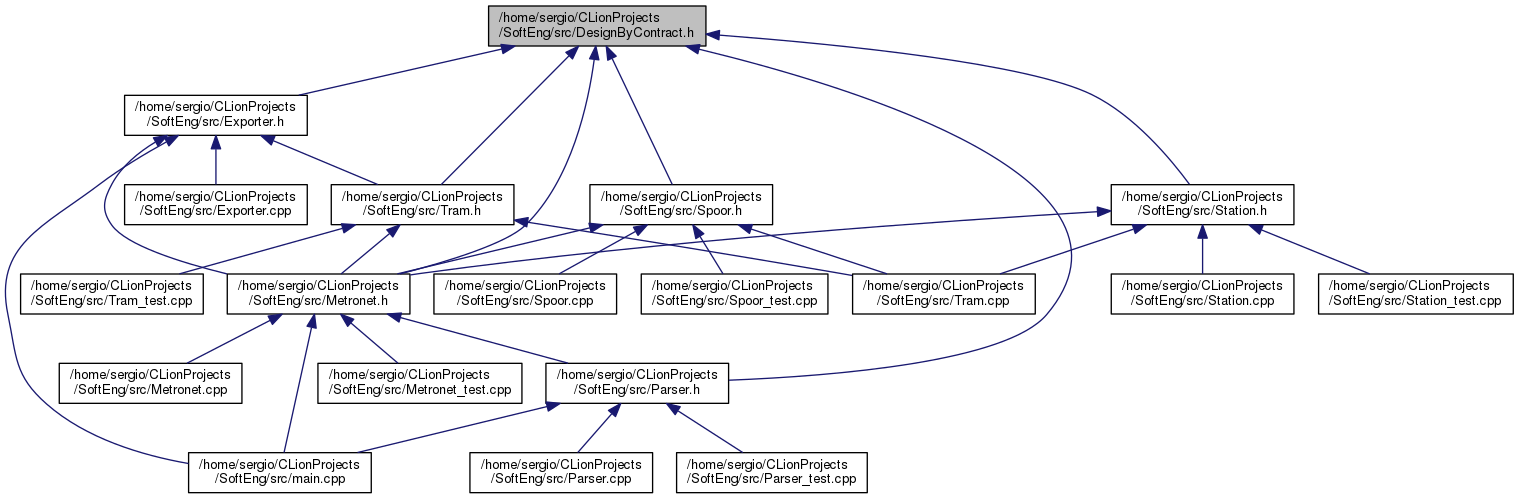 /home/sergio/CLionProjects
/SoftEng/src/DesignByContract.h
/home/sergio/CLionProjects
/SoftEng/src/Exporter.h
/home/sergio/CLionProjects
/SoftEng/src/Exporter.cpp
/home/sergio/CLionProjects
/SoftEng/src/Tram.h
/home/sergio/CLionProjects
/SoftEng/src/Spoor.h
/home/sergio/CLionProjects
/SoftEng/src/Station.h
/home/sergio/CLionProjects
/SoftEng/src/Tram_test.cpp
/home/sergio/CLionProjects
/SoftEng/src/Metronet.h
/home/sergio/CLionProjects
/SoftEng/src/Spoor.cpp
/home/sergio/CLionProjects
/SoftEng/src/Spoor_test.cpp
/home/sergio/CLionProjects
/SoftEng/src/Tram.cpp
/home/sergio/CLionProjects
/SoftEng/src/Station.cpp
/home/sergio/CLionProjects
/SoftEng/src/Station_test.cpp
/home/sergio/CLionProjects
/SoftEng/src/Metronet.cpp
/home/sergio/CLionProjects
/SoftEng/src/Metronet_test.cpp
/home/sergio/CLionProjects
/SoftEng/src/Parser.h
/home/sergio/CLionProjects
/SoftEng/src/main.cpp
/home/sergio/CLionProjects
/SoftEng/src/Parser.cpp
/home/sergio/CLionProjects
/SoftEng/src/Parser_test.cpp